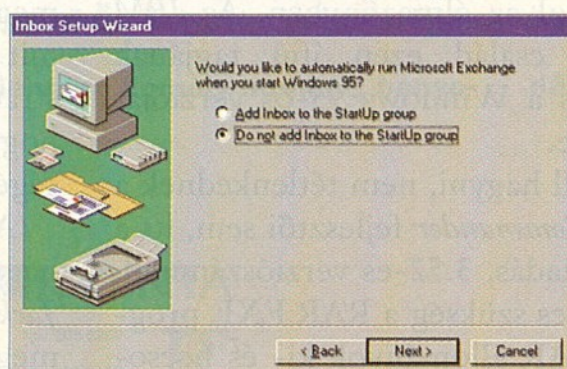 Inbox Setup Wizard
Would you like to automatically run Microsoft Exchange
when you start Windows 95?
Add Inbox to the StartUp group
Do not add Inbox to the StartUp group
< Back
Next >
Cancel